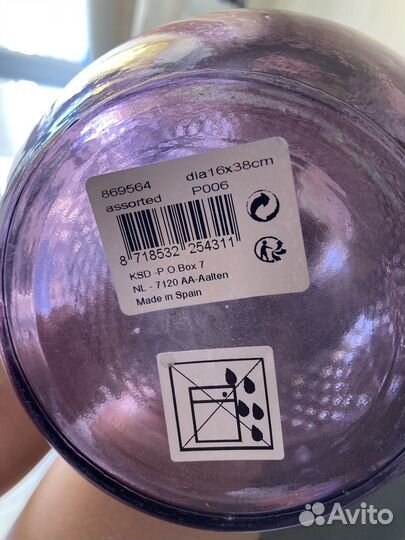 869564 dia16x38cm
assorted P006
8 718532 254311
KSD -P.O.Box 7
NL - 7120 AA-Aalten
Made in Spain
Avito